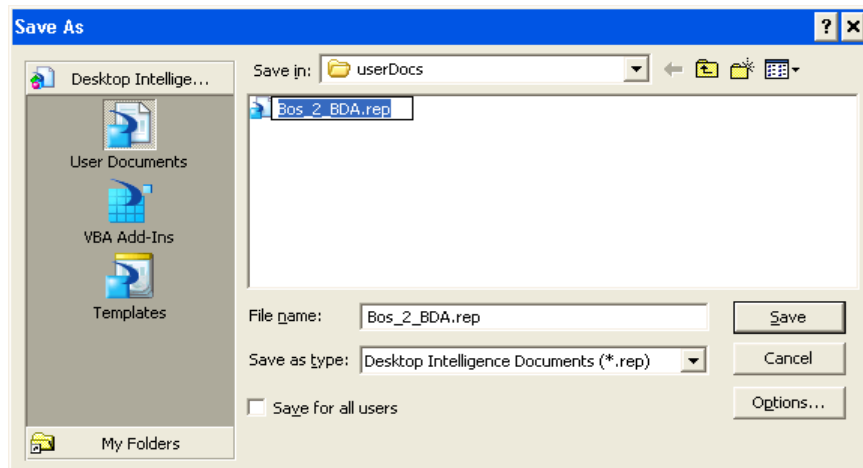 Save As
Desktop Intellige...
Save in: userDocs
Bos_2_BDA.rep
User Documents
VBA Add-Ins
Templates
File name: Bos_2_BDA.rep
Save
Save as type: Desktop Intelligence Documents (*.rep)
Cancel
Save for all users
Options...
My Folders